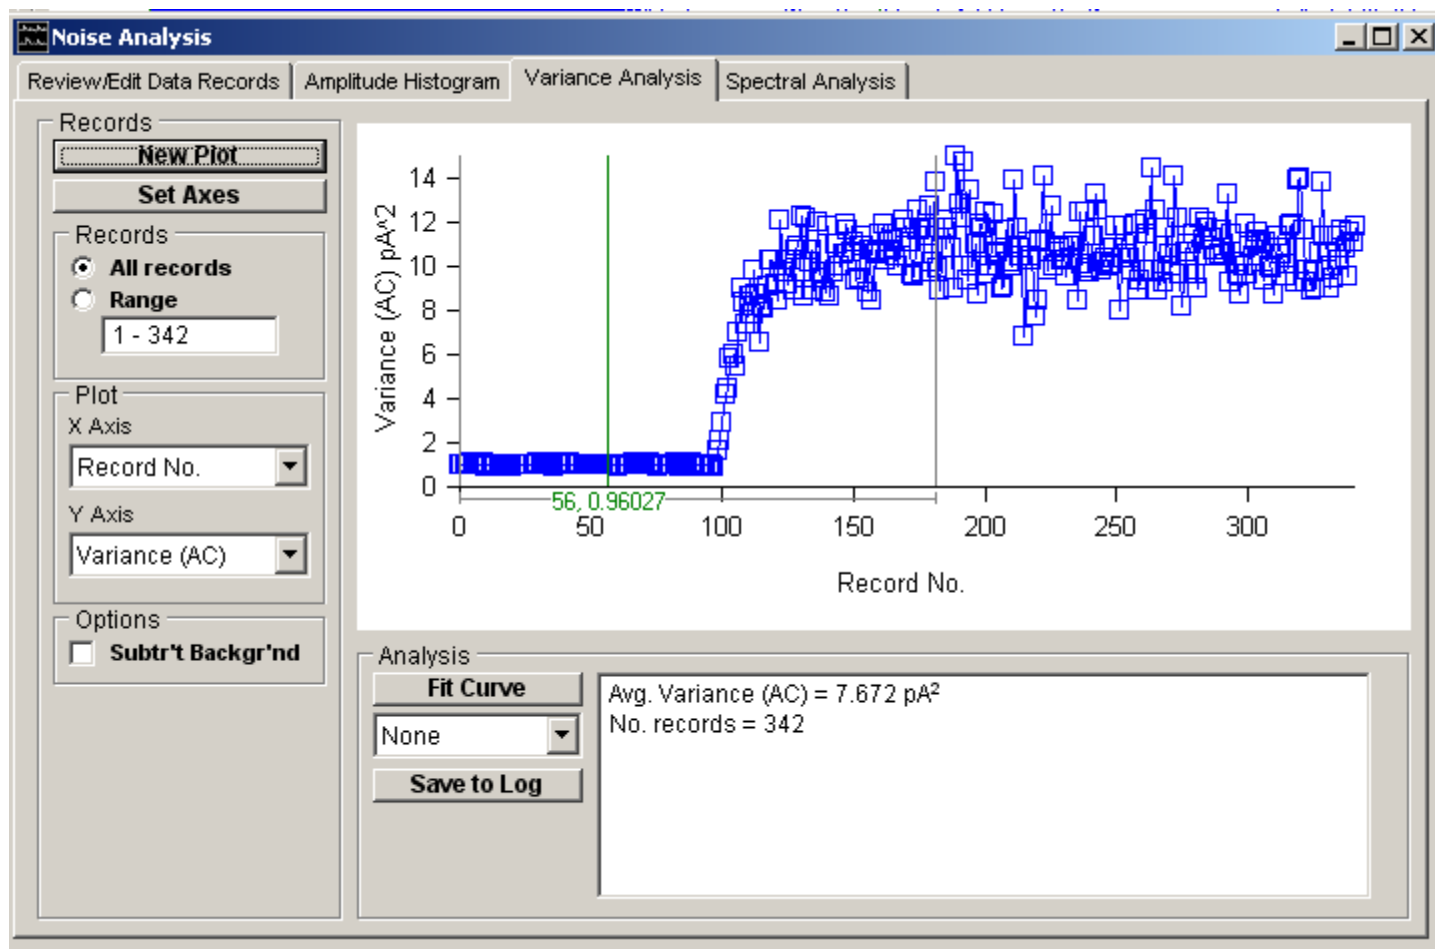 Noise Analysis
Review/Edit Data Records
Amplitude Histogram
Variance Analysis
Spectral Analysis
Records
New Plot
Set Axes
Records
All records
Range
1 - 342
Plot
X Axis
Record No.
Y Axis
Variance (AC)
Options
Subtr't Backgr'nd
Variance (AC) pA^2
14
12
10
8
6
4
2
0
56, 0.96027
0 50 100 150 200 250 300
Record No.
Analysis
Fit Curve
None
Save to Log
Avg. Variance (AC) = 7.672 pA²
No. records = 342